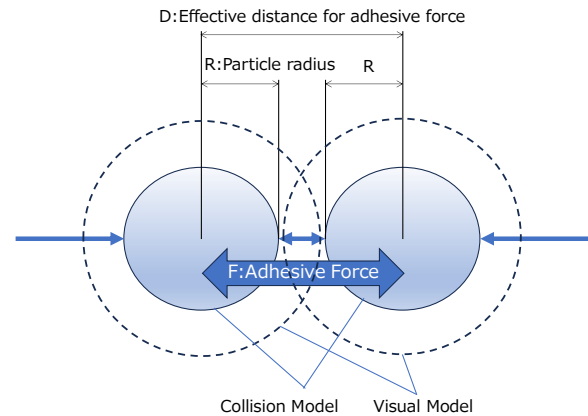 D:Effective distance for adhesive force
R:Particle radius
R
F:Adhesive Force
Collision Model
Visual Model